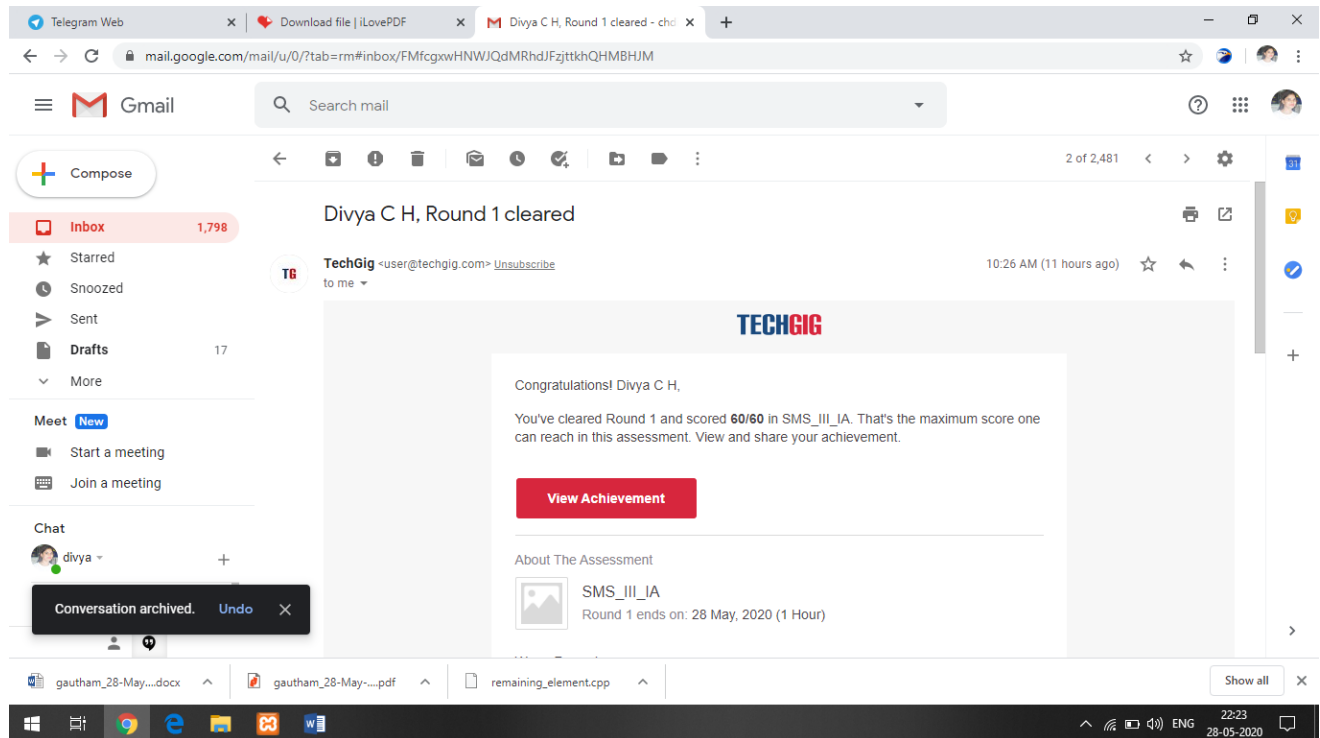 Telegram Web
Download file | iLovePDF
Divya C H, Round 1 cleared - chd
mail.google.com/mail/u/0/?tab=rm#inbox/FMfcgxwHNWJQdMRhdJFzjttkhQHMBHJM
Gmail
Search mail
Compose
2 of 2,481
31
Inbox 1,798
Starred
Snoozed
Sent
Drafts 17
More
Meet New
Start a meeting
Join a meeting
Chat
divya
Conversation archived. Undo
Divya C H, Round 1 cleared
TG
TechGig <user@techgig.com> Unsubscribe
10:26 AM (11 hours ago)
to me
TECHGIG
Congratulations! Divya C H,
You've cleared Round 1 and scored 60/60 in SMS_III_IA. That's the maximum score one
can reach in this assessment. View and share your achievement.
View Achievement
About The Assessment
SMS_III_IA
Round 1 ends on: 28 May, 2020 (1 Hour)
gautham_28-May....docx
gautham_28-May-....pdf
remaining_element.cpp
Show all
ENG
22:23
28-05-2020